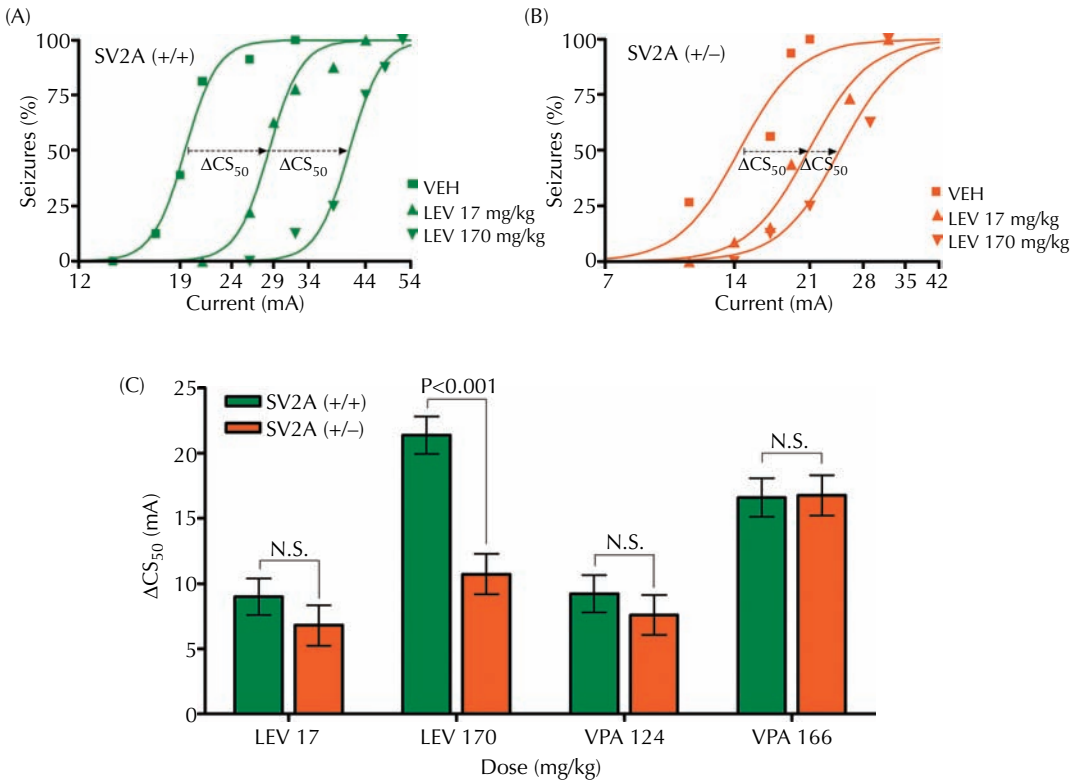 (A)
SV2A (+/+)
Seizures (%)
100
75
50
25
0
ΔCS50
ΔCS50
VEH
LEV 17 mg/kg
LEV 170 mg/kg
12
19
24
29
34
44
54
Current (mA)
(B)
SV2A (+/–)
Seizures (%)
100
75
50
25
0
ΔCS50
ΔCS50
VEH
LEV 17 mg/kg
LEV 170 mg/kg
7
14
21
28
35
42
Current (mA)
(C)
SV2A (+/+)
SV2A (+/–)
ΔCS50 (mA)
25
20
15
10
5
0
N.S.
P<0.001
N.S.
N.S.
LEV 17
LEV 170
VPA 124
VPA 166
Dose (mg/kg)